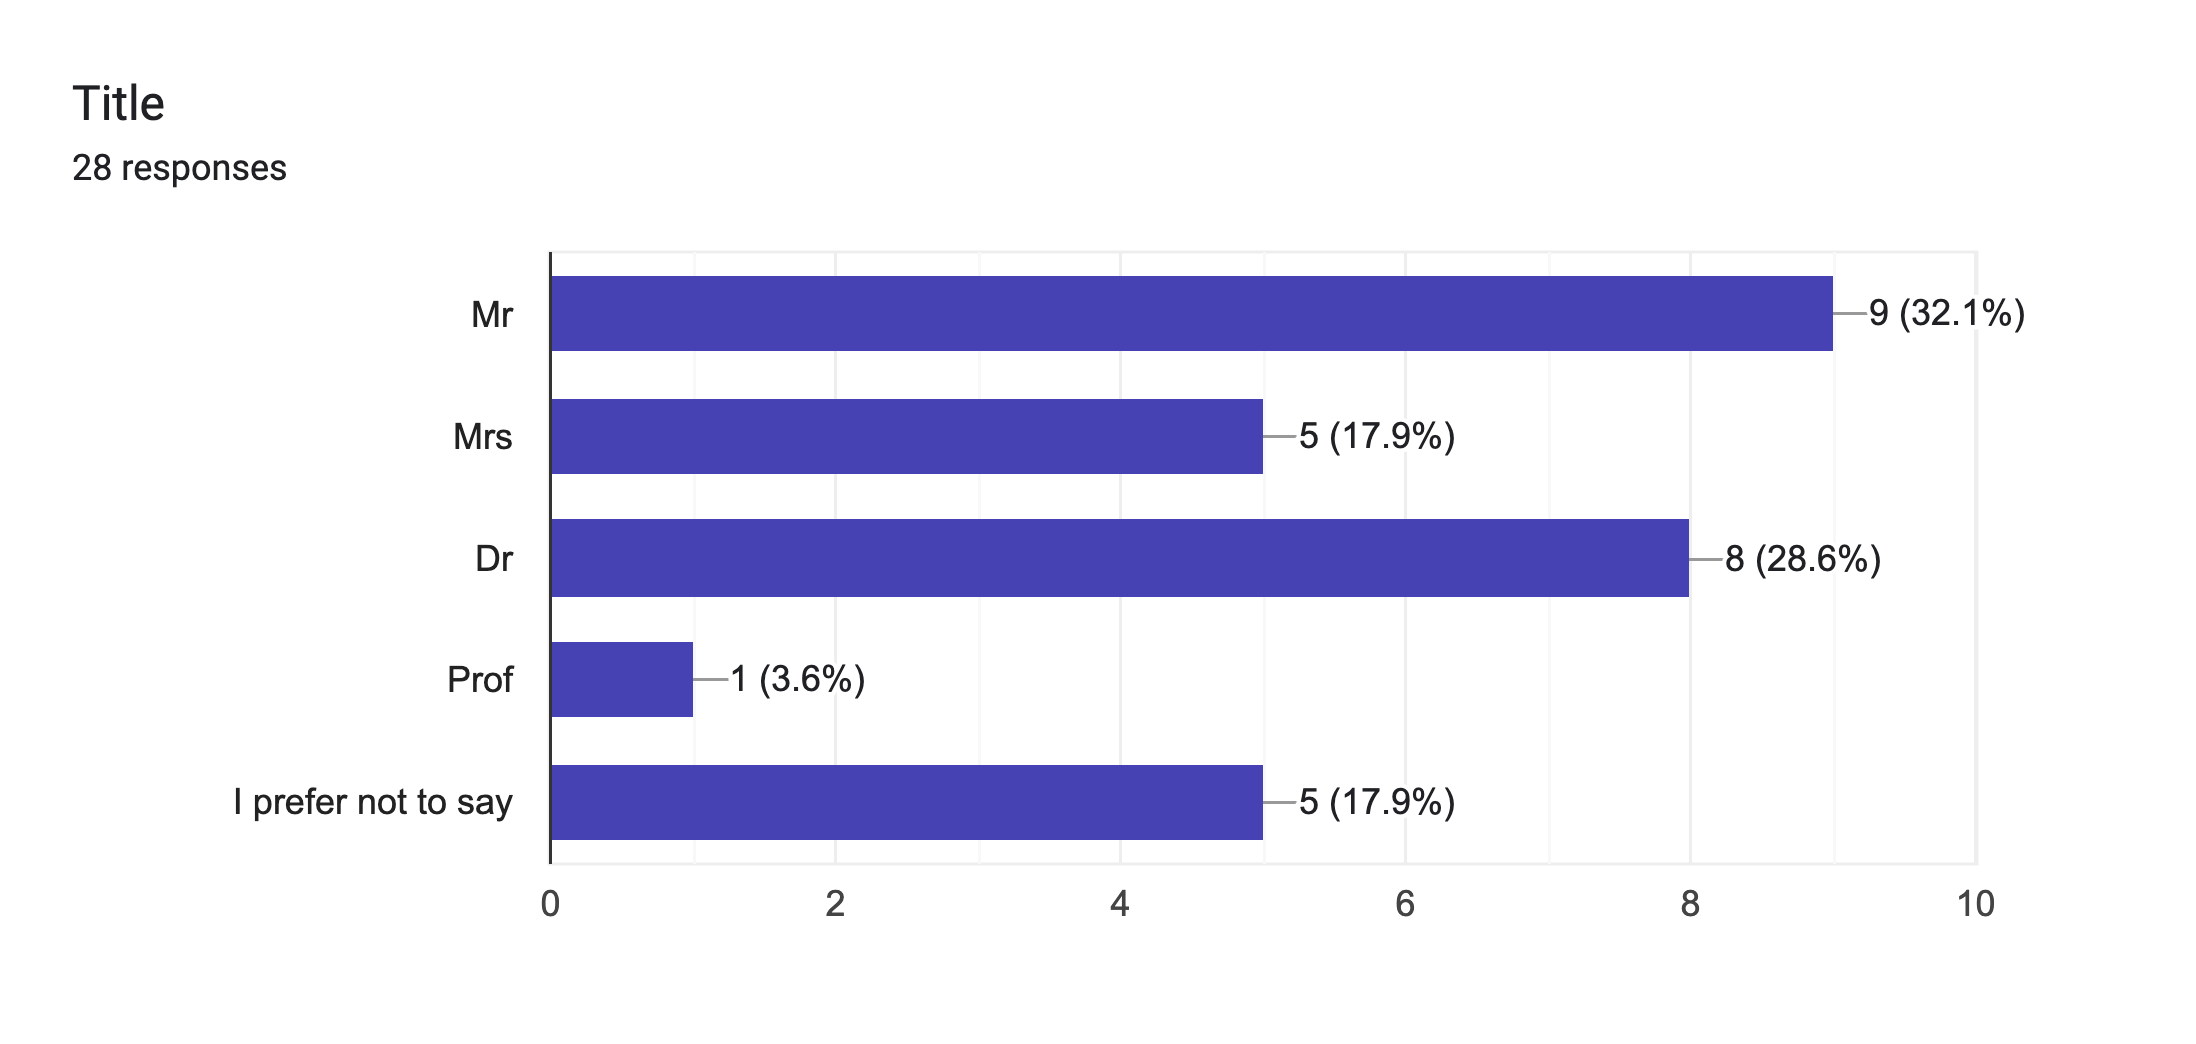 Title
28 responses
Mr
9 (32.1%)
Mrs
5 (17.9%)
Dr
8 (28.6%)
Prof
1 (3.6%)
I prefer not to say
5 (17.9%)
0 2 4 6 8 10